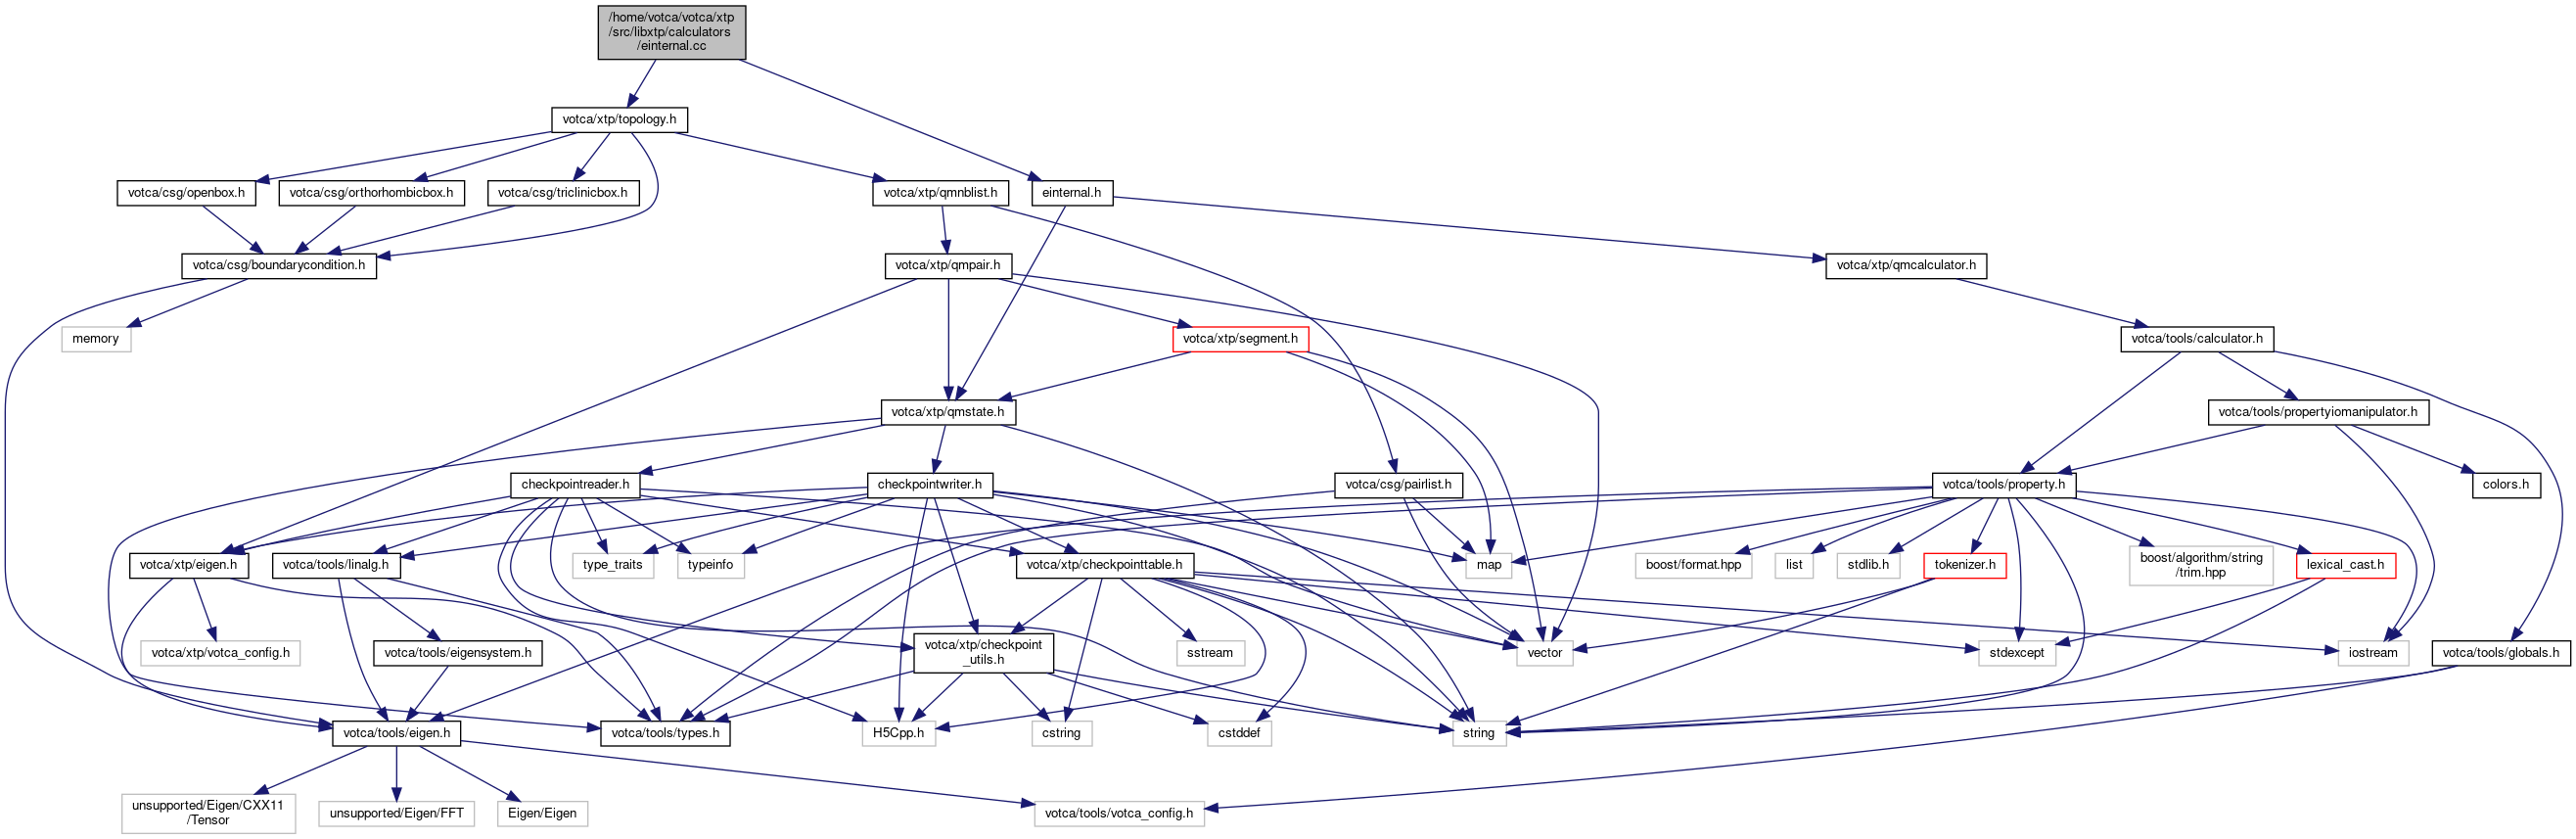 /home/votca/votca/xtp
/src/libxtp/calculators
/einternal.cc
votca/xtp/topology.h
votca/csg/openbox.h
votca/csg/orthorhombicbox.h
votca/csg/triclinicbox.h
votca/xtp/qmnblist.h
einternal.h
votca/csg/boundarycondition.h
votca/xtp/qmpair.h
votca/xtp/qmcalculator.h
memory
votca/xtp/segment.h
votca/tools/calculator.h
votca/xtp/qmstate.h
votca/tools/propertyiomanipulator.h
checkpointreader.h
checkpointwriter.h
votca/csg/pairlist.h
votca/tools/property.h
colors.h
votca/xtp/eigen.h
votca/tools/linalg.h
type_traits
typeinfo
votca/xtp/checkpointtable.h
map
boost/format.hpp
list
stdlib.h
tokenizer.h
boost/algorithm/string
/trim.hpp
lexical_cast.h
votca/xtp/votca_config.h
votca/tools/eigensystem.h
votca/xtp/checkpoint
_utils.h
sstream
vector
stdexcept
iostream
votca/tools/globals.h
votca/tools/eigen.h
votca/tools/types.h
H5Cpp.h
cstring
cstddef
string
unsupported/Eigen/CXX11
/Tensor
unsupported/Eigen/FFT
Eigen/Eigen
votca/tools/votca_config.h